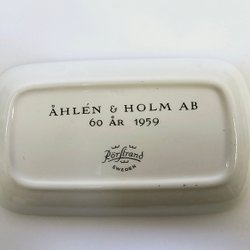 ÅHLÉN & HOLM AB
60 ÅR 1959
Rörstrand
SWEDEN